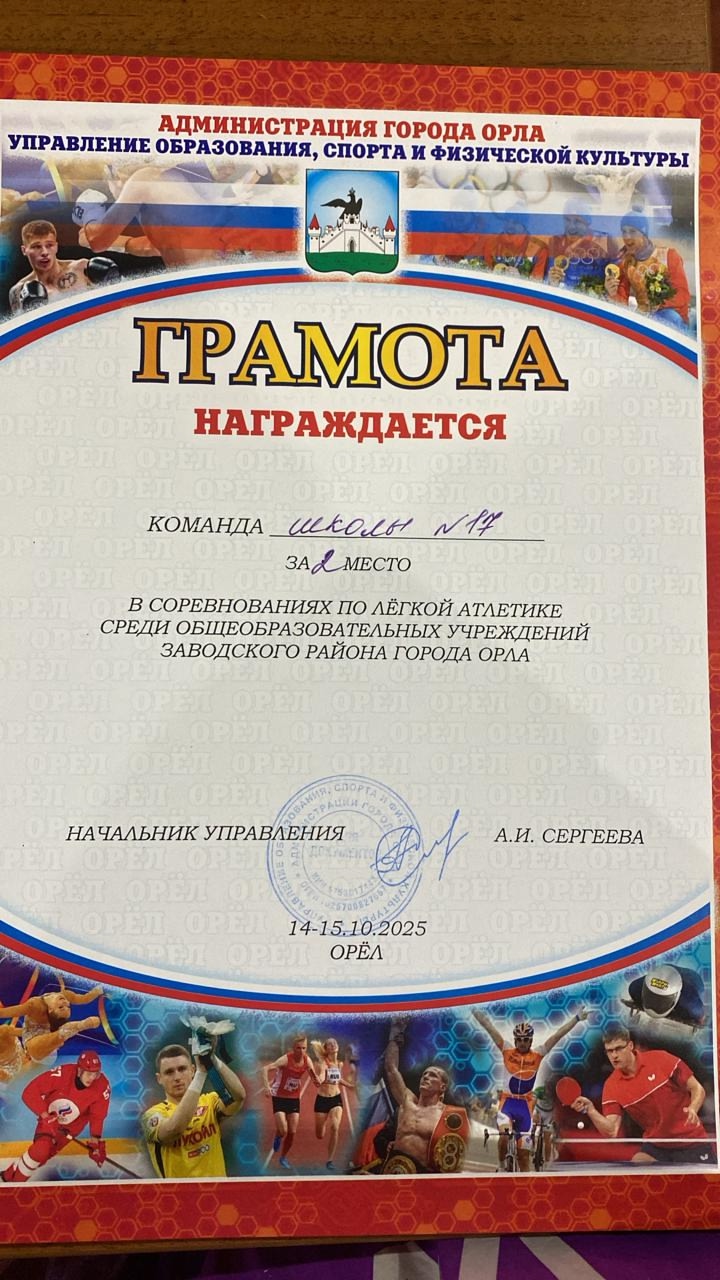 АДМИНИСТРАЦИЯ ГОРОДА ОРЛА
УПРАВЛЕНИЕ ОБРАЗОВАНИЯ, СПОРТА И ФИЗИЧЕСКОЙ КУЛЬТУРЫ
ГРАМОТА
НАГРАЖДАЕТСЯ
КОМАНДА школы №17
ЗА 2 МЕСТО
В СОРЕВНОВАНИЯХ ПО ЛЁГКОЙ АТЛЕТИКЕ
СРЕДИ ОБЩЕОБРАЗОВАТЕЛЬНЫХ УЧРЕЖДЕНИЙ
ЗАВОДСКОГО РАЙОНА ГОРОДА ОРЛА
НАЧАЛЬНИК УПРАВЛЕНИЯ А.И. СЕРГЕЕВА
14-15.10.2025
ОРЁЛ
ЛУКОЙЛ